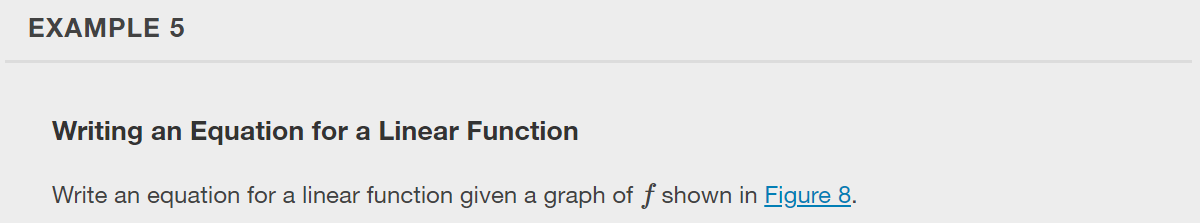 EXAMPLE 5
Writing an Equation for a Linear Function
Write an equation for a linear function given a graph of f shown in Figure 8.